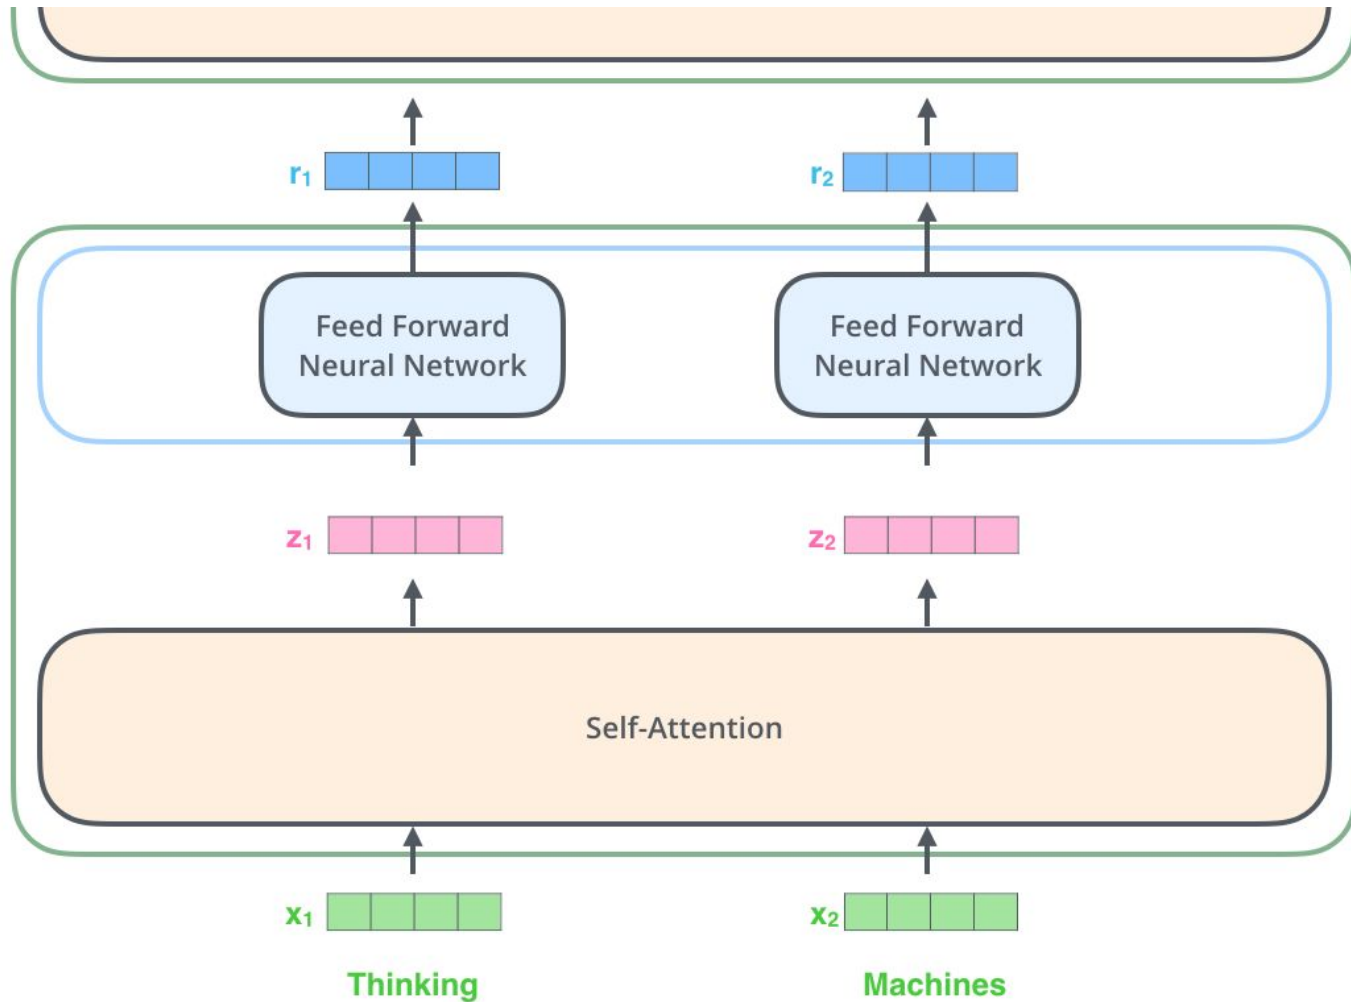 r₁ r₂
Feed Forward Neural Network
Feed Forward Neural Network
z₁ z₂
Self-Attention
x₁ x₂
Thinking Machines